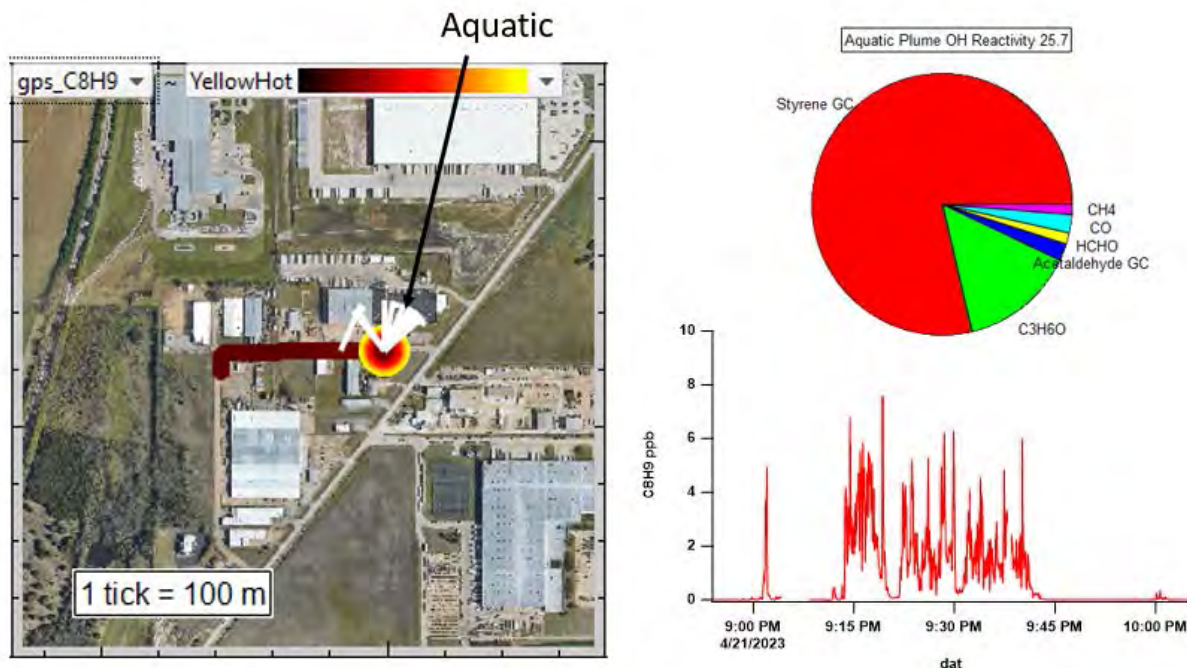 Aquatic
gps_C8H9
~
YellowHot
1 tick = 100 m
Aquatic Plume OH Reactivity 25.7
Styrene GC
CH4
CO
HCHO
Acetaldehyde GC
C3H6O
C8H9 ppb
10
8
6
4
2
0
9:00 PM 9:15 PM 9:30 PM 9:45 PM 10:00 PM
4/21/2023
dat